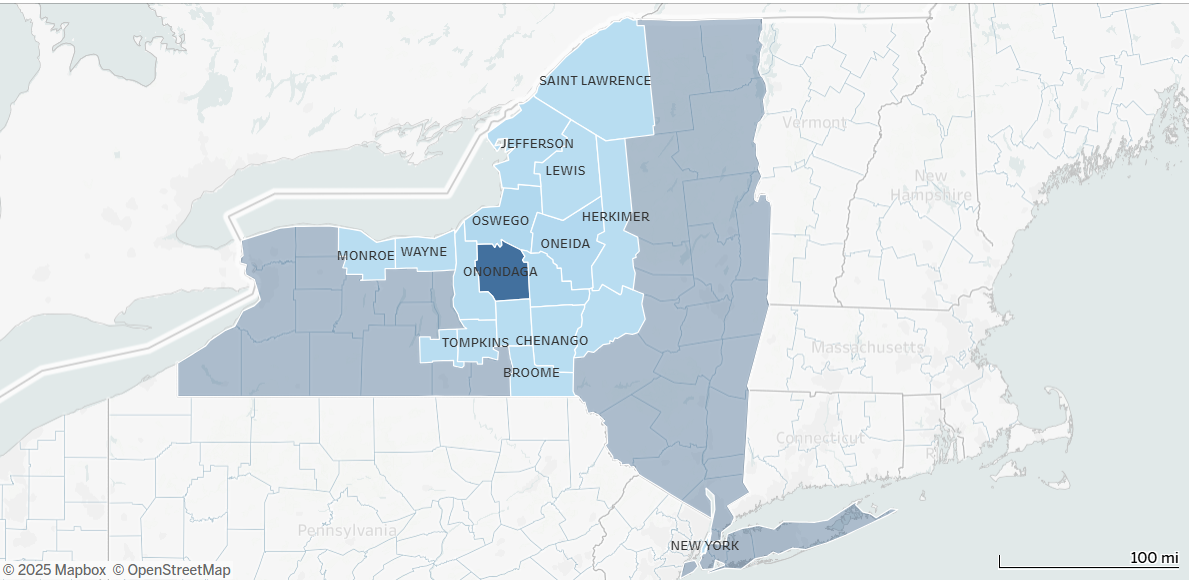 SAINT LAWRENCE
Vermont
JEFFERSON
LEWIS
New
Hampshire
OSWEGO
HERKIMER
ONEIDA
MONROE
WAYNE
ONONDAGA
TOMPKINS
CHENANGO
Massachusetts
BROOME
Connecticut
R
Pennsylvania
NEW YORK
100 mi
© 2025 Mapbox © OpenStreetMap